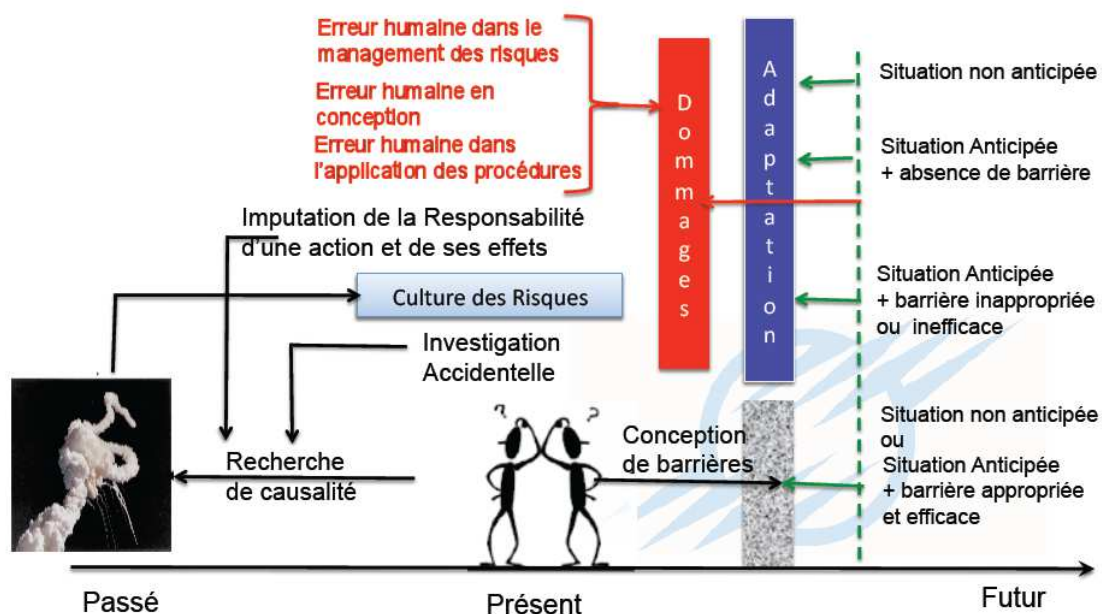 Erreur humaine dans le
management des risques
Erreur humaine en
conception
Erreur humaine dans
l'application des procédures
Imputation de la Responsabilité
d'une action et de ses effets
Culture des Risques
Investigation
Accidentelle
Recherche
de causalité
?
?
Conception
de barrières
Dommages
Adaptation
Situation non anticipée
Situation Anticipée
+ absence de barrière
Situation Anticipée
+ barrière inappropriée
ou inefficace
Situation non anticipée
ou
Situation Anticipée
+ barrière appropriée
et efficace
Passé
Présent
Futur